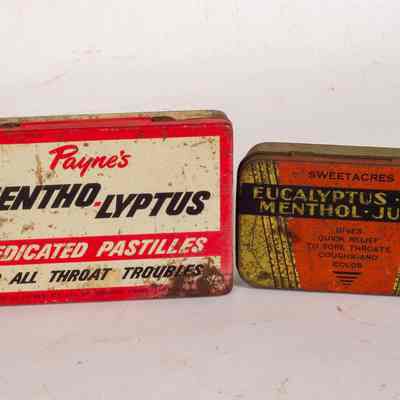 Payne's
ENTHO-LYPTUS
EDICATED PASTILLES
ALL THROAT TROUBLES
SWEETACRES
EUCALYPTUS ·
MENTHOL · JU
GIVES
QUICK RELIEF
TO SORE THROATS
COUGHS AND
COLDS